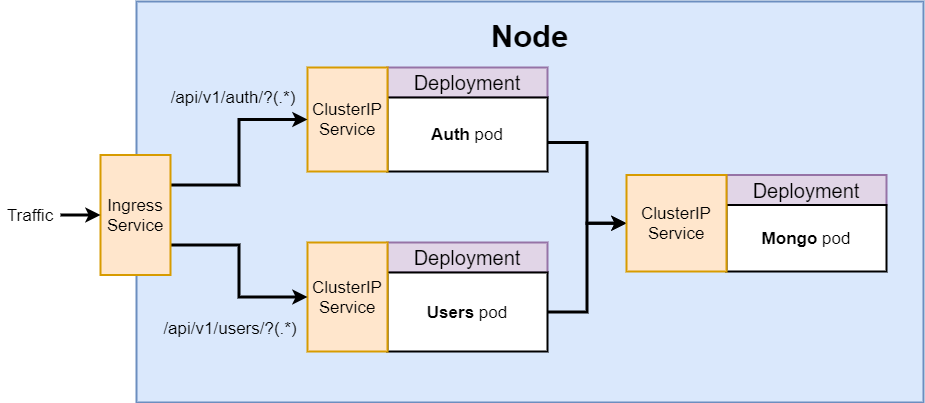 Node
/api/v1/auth/?(.*)
ClusterIP
Service
Deployment
Auth pod
Traffic
Ingress
Service
ClusterIP
Service
Deployment
Mongo pod
ClusterIP
Service
Deployment
Users pod
/api/v1/users/?(.*)